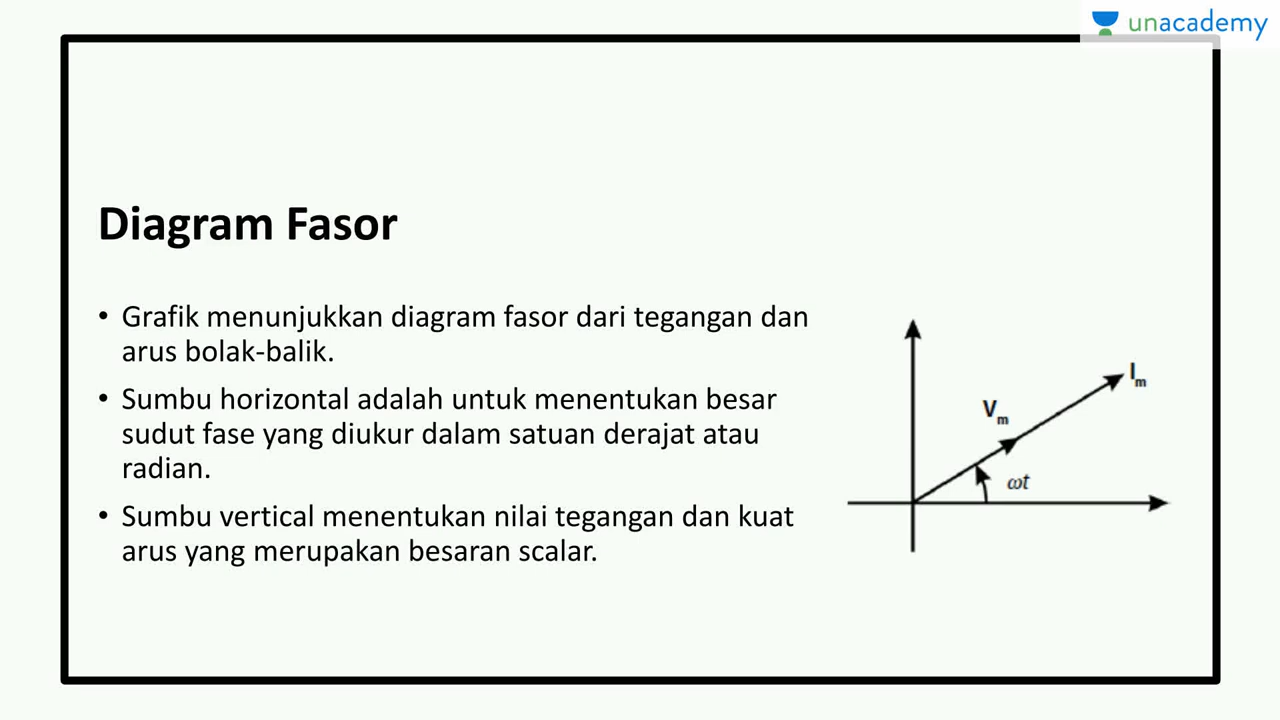 unacademy
Diagram Fasor
• Grafik menunjukkan diagram fasor dari tegangan dan
arus bolak-balik.
• Sumbu horizontal adalah untuk menentukan besar
sudut fase yang diukur dalam satuan derajat atau
radian.
• Sumbu vertical menentukan nilai tegangan dan kuat
arus yang merupakan besaran scalar.
Im
Vm
ωt